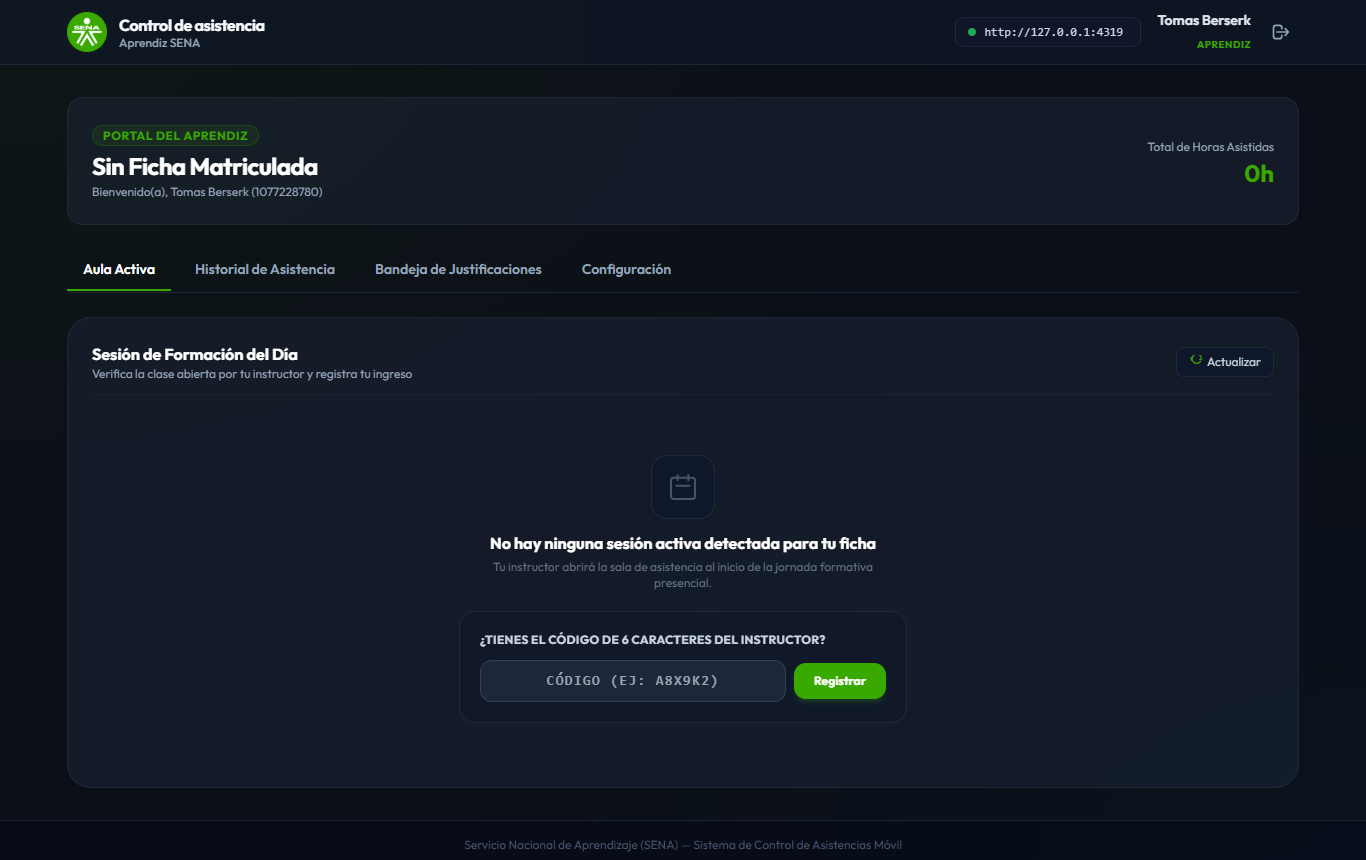 SENA
Control de asistencia
Aprendiz SENA
http://127.0.0.1:4319
Tomas Berserk
APRENDIZ
PORTAL DEL APRENDIZ
Sin Ficha Matriculada
Bienvenido(a), Tomas Berserk (1077228780)
Total de Horas Asistidas
0h
Aula Activa
Historial de Asistencia
Bandeja de Justificaciones
Configuración
Sesión de Formación del Día
Verifica la clase abierta por tu instructor y registra tu ingreso
Actualizar
No hay ninguna sesión activa detectada para tu ficha
Tu instructor abrirá la sala de asistencia al inicio de la jornada formativa
presencial.
¿TIENES EL CÓDIGO DE 6 CARACTERES DEL INSTRUCTOR?
CÓDIGO (EJ: A8X9K2)
Registrar
Servicio Nacional de Aprendizaje (SENA) — Sistema de Control de Asistencias Móvil